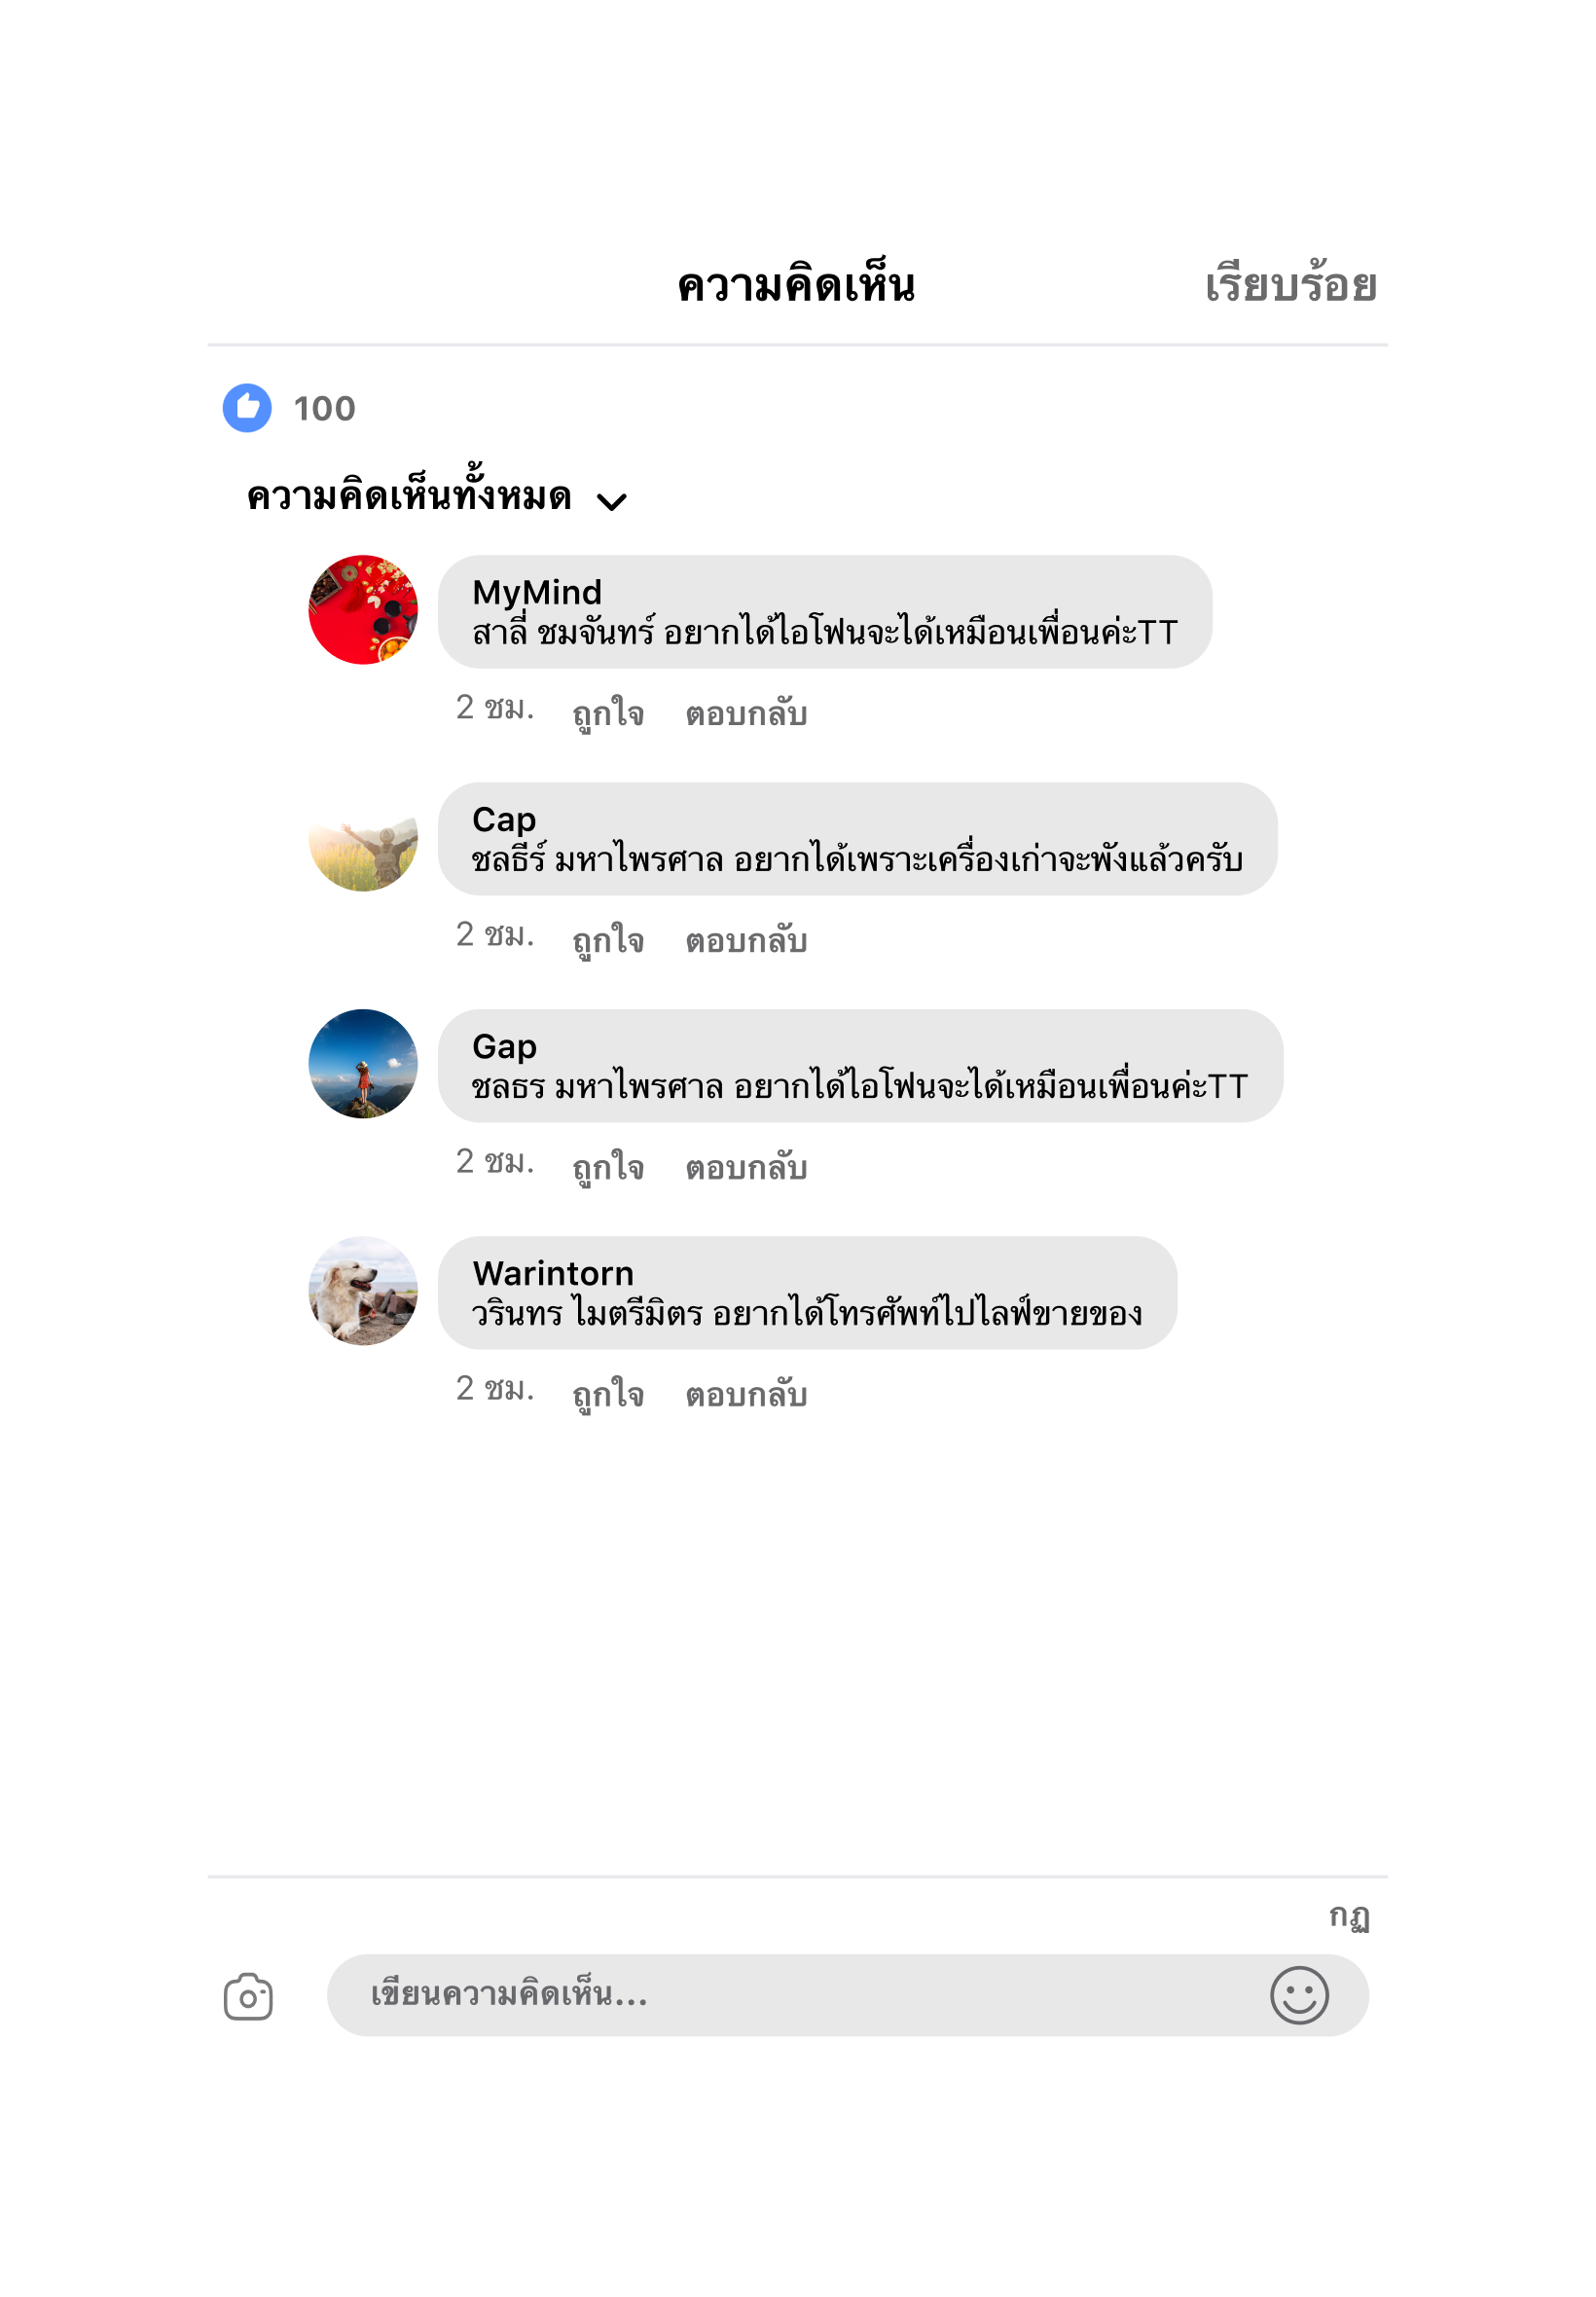 ความคิดเห็น
เรียบร้อย
100
ความคิดเห็นทั้งหมด
MyMind
สาลี่ ชมจันทร์ อยากได้ไอโฟนจะได้เหมือนเพื่อนค่ะTT
2 ชม. ถูกใจ ตอบกลับ
Cap
ชลธีร์ มหาไพรศาล อยากได้เพราะเครื่องเก่าจะพังแล้วครับ
2 ชม. ถูกใจ ตอบกลับ
Gap
ชลธร มหาไพรศาล อยากได้ไอโฟนจะได้เหมือนเพื่อนค่ะTT
2 ชม. ถูกใจ ตอบกลับ
Warintorn
วรินทร ไมตรีมิตร อยากได้โทรศัพท์ไปไลฟ์ขายของ
2 ชม. ถูกใจ ตอบกลับ
กฏ
เขียนความคิดเห็น...